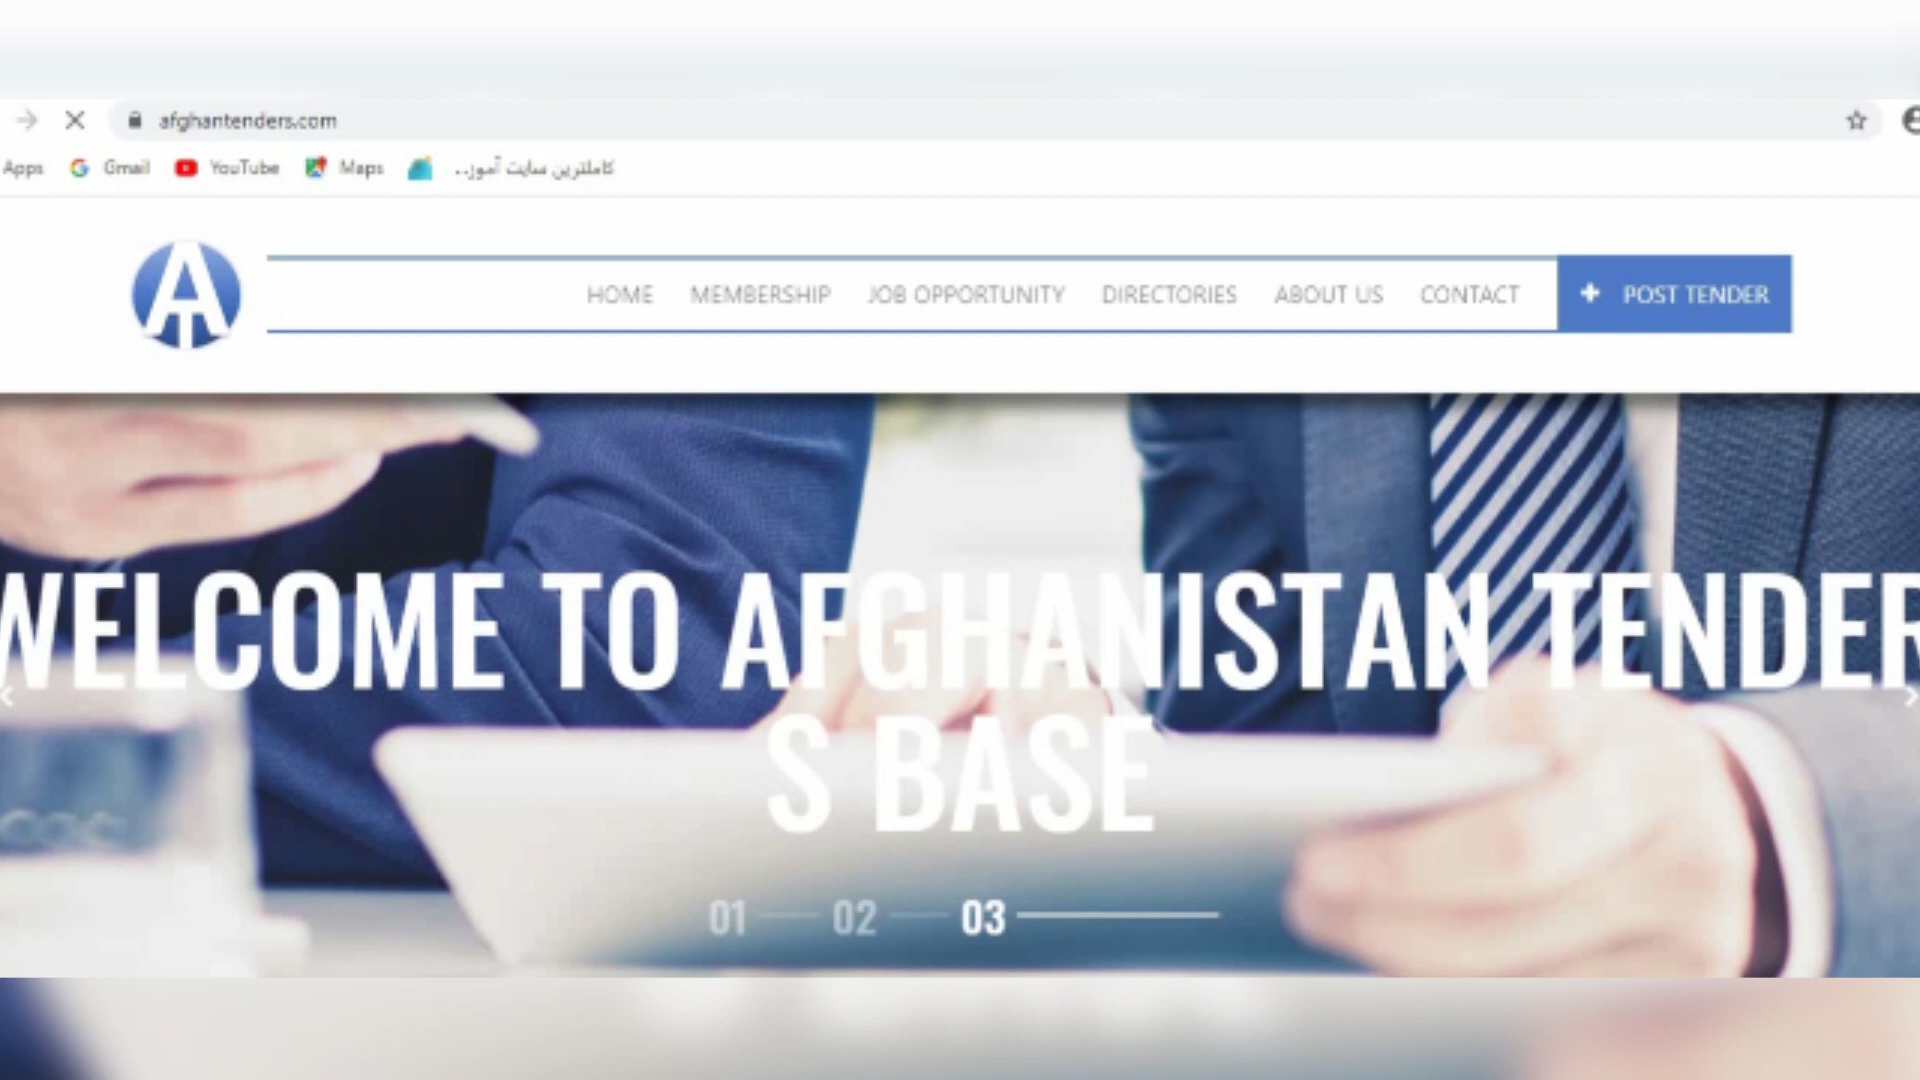 afghantenders.com
Apps Gmail YouTube Maps کاملترین سایت آموز...
AT HOME MEMBERSHIP JOB OPPORTUNITY DIRECTORIES ABOUT US CONTACT + POST TENDER
WELCOME TO AFGHANISTAN TENDER
S BASE
01 02 03